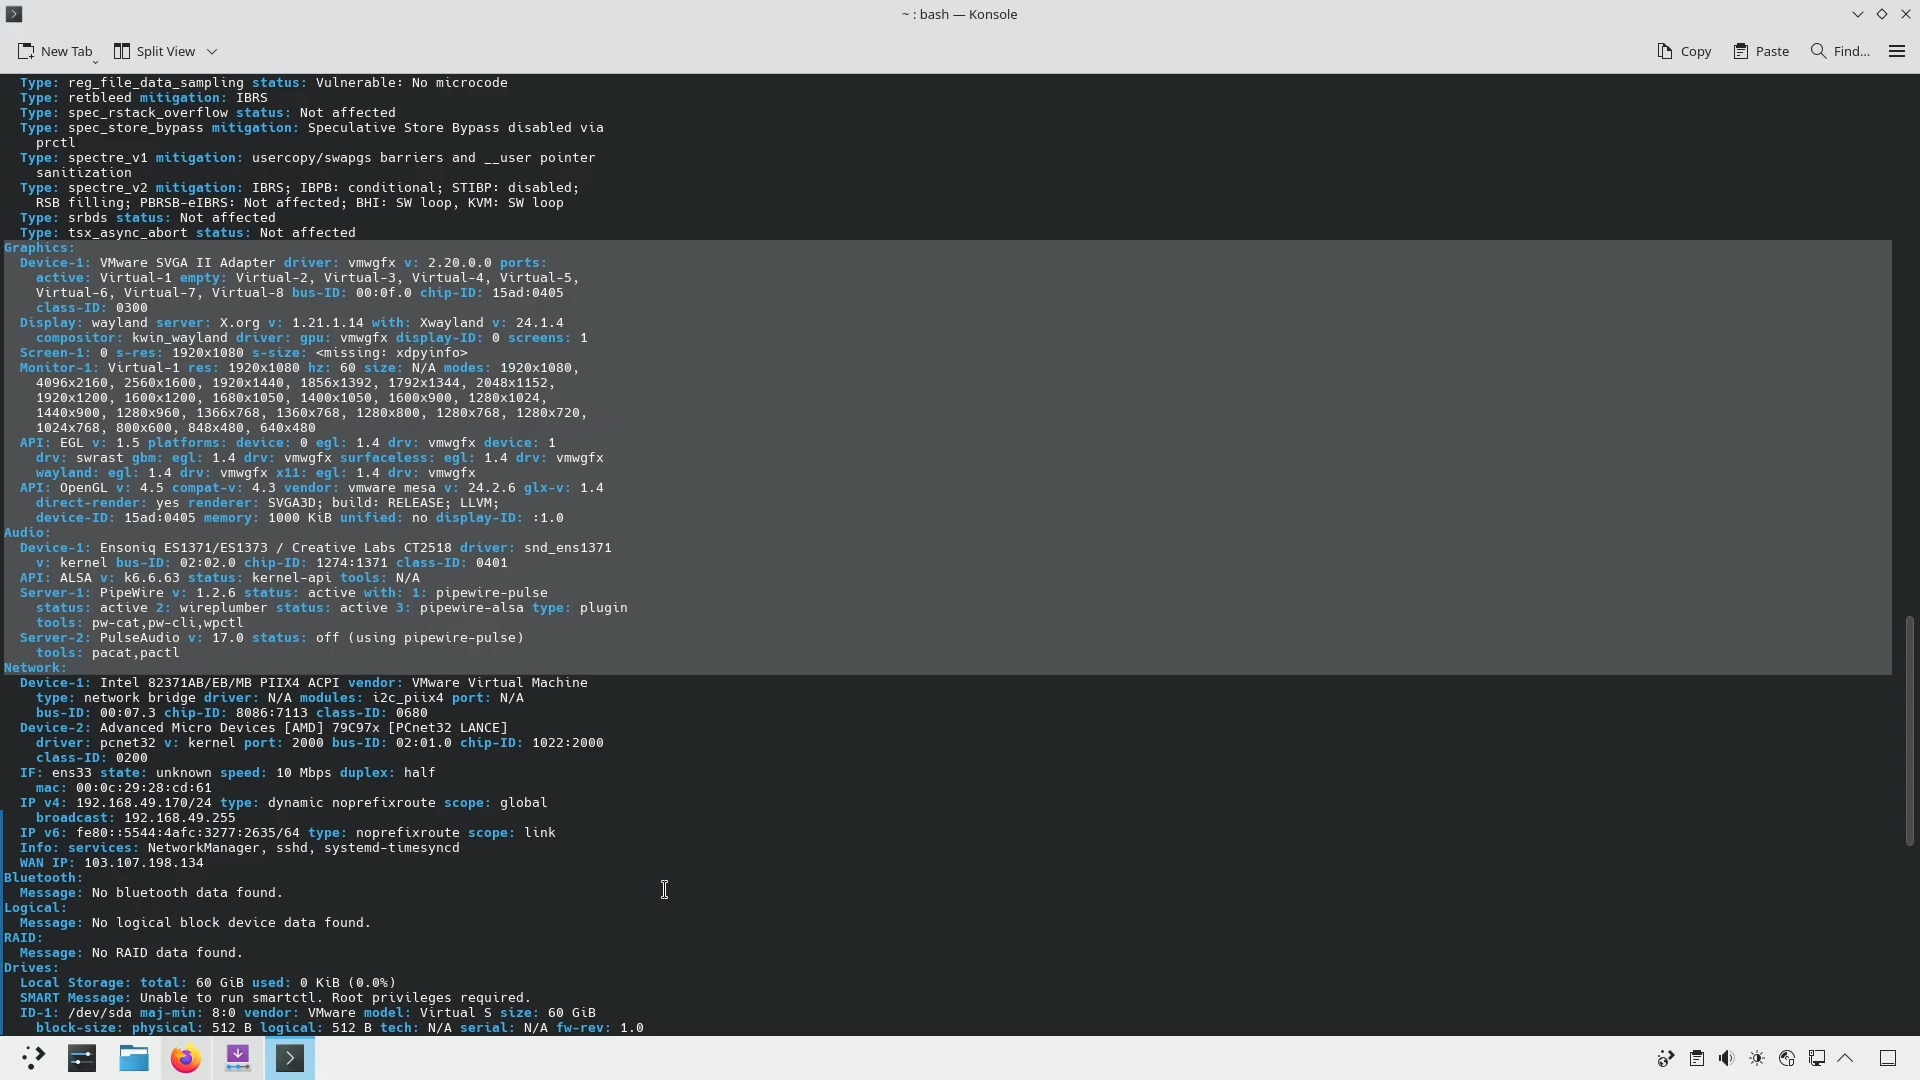 ~ : bash — Konsole
New Tab Split View Copy Paste Find...
Type: reg_file_data_sampling status: Vulnerable: No microcode
Type: retbleed mitigation: IBRS
Type: spec_rstack_overflow status: Not affected
Type: spec_store_bypass mitigation: Speculative Store Bypass disabled via
prctl
Type: spectre_v1 mitigation: usercopy/swapgs barriers and __user pointer
sanitization
Type: spectre_v2 mitigation: IBRS; IBPB: conditional; STIBP: disabled;
RSB filling; PBRSB-eIBRS: Not affected; BHI: SW loop, KVM: SW loop
Type: srbds status: Not affected
Type: tsx_async_abort status: Not affected
Graphics:
Device-1: VMware SVGA II Adapter driver: vmwgfx v: 2.20.0.0 ports:
active: Virtual-1 empty: Virtual-2, Virtual-3, Virtual-4, Virtual-5,
Virtual-6, Virtual-7, Virtual-8 bus-ID: 00:0f.0 chip-ID: 15ad:0405
class-ID: 0300
Display: wayland server: X.org v: 1.21.1.14 with: Xwayland v: 24.1.4
compositor: kwin_wayland driver: gpu: vmwgfx display-ID: 0 screens: 1
Screen-1: 0 s-res: 1920x1080 s-size: <missing: xdpyinfo>
Monitor-1: Virtual-1 res: 1920x1080 hz: 60 size: N/A modes: 1920x1080,
4096x2160, 2560x1600, 1920x1440, 1856x1392, 1792x1344, 2048x1152,
1920x1200, 1600x1200, 1680x1050, 1400x1050, 1600x900, 1280x1024,
1440x900, 1280x960, 1366x768, 1360x768, 1280x800, 1280x768, 1280x720,
1024x768, 800x600, 848x480, 640x480
API: EGL v: 1.5 platforms: device: 0 egl: 1.4 drv: vmwgfx device: 1
drv: swrast gbm: egl: 1.4 drv: vmwgfx surfaceless: egl: 1.4 drv: vmwgfx
wayland: egl: 1.4 drv: vmwgfx x11: egl: 1.4 drv: vmwgfx
API: OpenGL v: 4.5 compat-v: 4.3 vendor: vmware mesa v: 24.2.6 glx-v: 1.4
direct-render: yes renderer: SVGA3D; build: RELEASE; LLVM;
device-ID: 15ad:0405 memory: 1000 KiB unified: no display-ID: :1.0
Audio:
Device-1: Ensoniq ES1371/ES1373 / Creative Labs CT2518 driver: snd_ens1371
v: kernel bus-ID: 02:02.0 chip-ID: 1274:1371 class-ID: 0401
API: ALSA v: k6.6.63 status: kernel-api tools: N/A
Server-1: PipeWire v: 1.2.6 status: active with: 1: pipewire-pulse
status: active 2: wireplumber status: active 3: pipewire-alsa type: plugin
tools: pw-cat,pw-cli,wpctl
Server-2: PulseAudio v: 17.0 status: off (using pipewire-pulse)
tools: pacat,pactl
Network:
Device-1: Intel 82371AB/EB/MB PIIX4 ACPI vendor: VMware Virtual Machine
type: network bridge driver: N/A modules: i2c_piix4 port: N/A
bus-ID: 00:07.3 chip-ID: 8086:7113 class-ID: 0680
Device-2: Advanced Micro Devices [AMD] 79C97x [PCnet32 LANCE]
driver: pcnet32 v: kernel port: 2000 bus-ID: 02:01.0 chip-ID: 1022:2000
class-ID: 0200
IF: ens33 state: unknown speed: 10 Mbps duplex: half
mac: 00:0c:29:28:cd:61
IP v4: 192.168.49.170/24 type: dynamic noprefixroute scope: global
broadcast: 192.168.49.255
IP v6: fe80::5544:4afc:3277:2635/64 type: noprefixroute scope: link
Info: services: NetworkManager, sshd, systemd-timesyncd
WAN IP: 103.107.198.134
Bluetooth:
Message: No bluetooth data found.
Logical:
Message: No logical block device data found.
RAID:
Message: No RAID data found.
Drives:
Local Storage: total: 60 GiB used: 0 KiB (0.0%)
SMART Message: Unable to run smartctl. Root privileges required.
ID-1: /dev/sda maj-min: 8:0 vendor: VMware model: Virtual S size: 60 GiB
block-size: physical: 512 B logical: 512 B tech: N/A serial: N/A fw-rev: 1.0